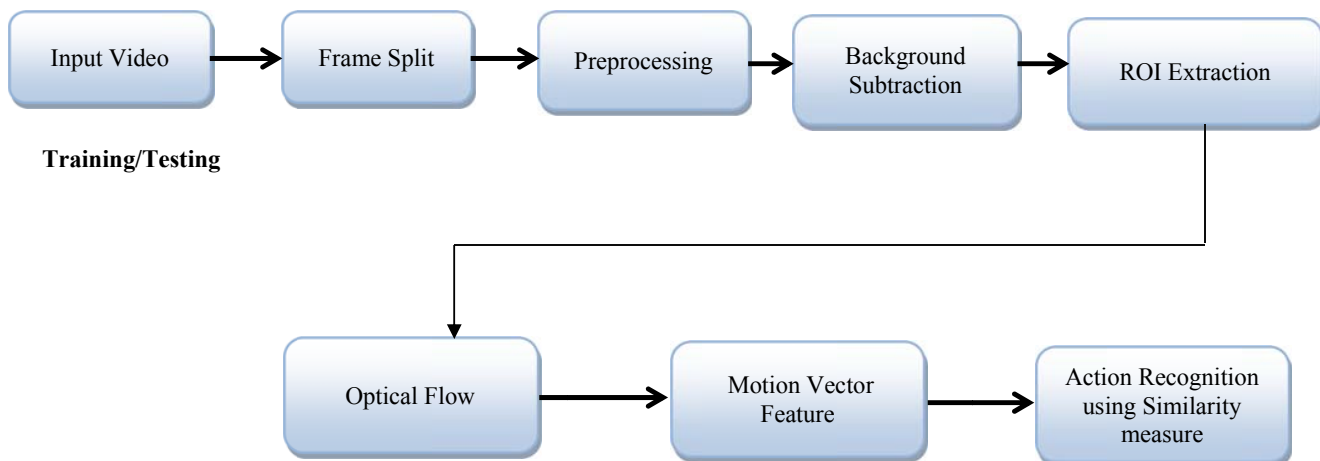 Input Video
Frame Split
Preprocessing
Background
Subtraction
ROI Extraction
Training/Testing
Optical Flow
Motion Vector
Feature
Action Recognition
using Similarity
measure